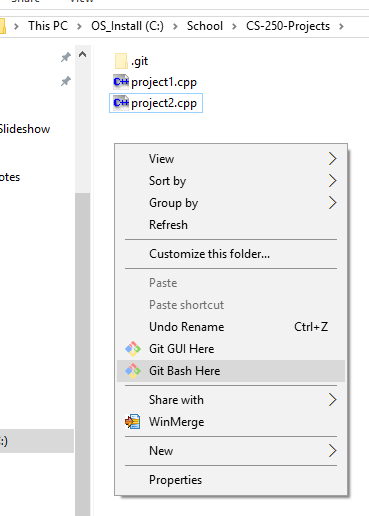 Share View
This PC > OS_Install (C:) > School > CS-250-Projects >
.git
project1.cpp
project2.cpp
Slideshow
otes
:)
View
Sort by
Group by
Refresh
Customize this folder...
Paste
Paste shortcut
Undo Rename Ctrl+Z
Git GUI Here
Git Bash Here
Share with
WinMerge
New
Properties